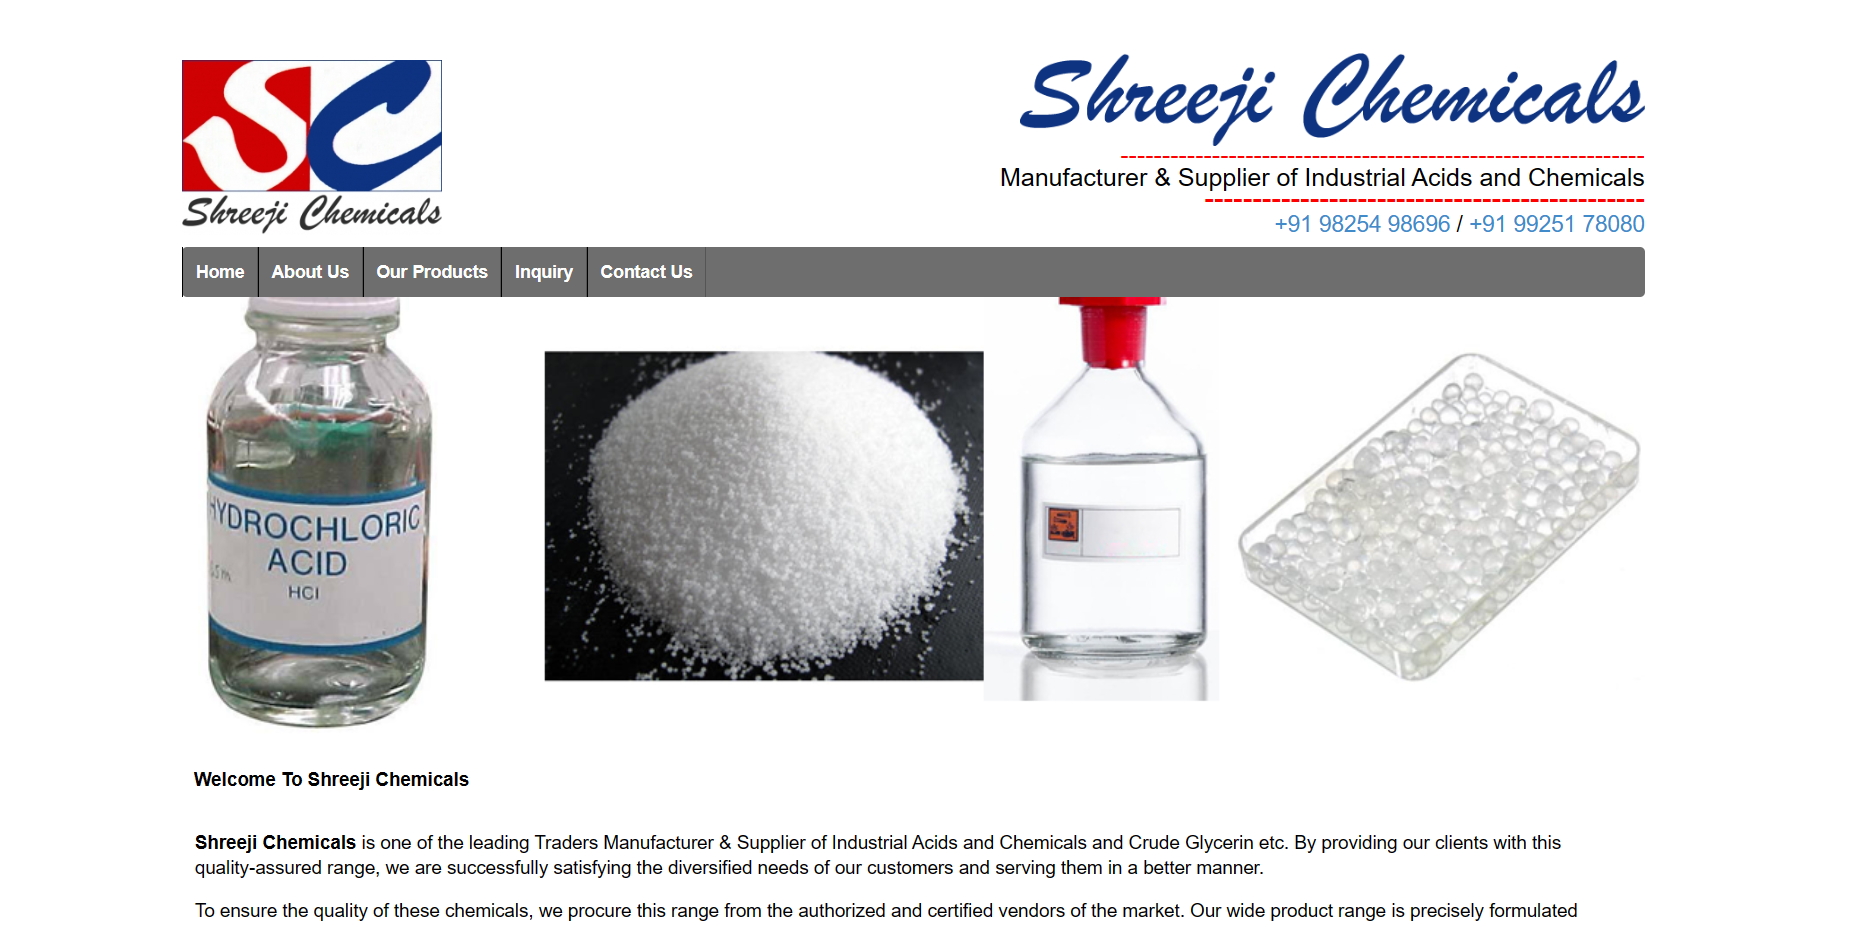 SC
Shreeji Chemicals
Shreeji Chemicals
Manufacturer & Supplier of Industrial Acids and Chemicals
+91 98254 98696 / +91 99251 78080
Home
About Us
Our Products
Inquiry
Contact Us
HYDROCHLORIC
ACID
HCl
Welcome To Shreeji Chemicals
Shreeji Chemicals is one of the leading Traders Manufacturer & Supplier of Industrial Acids and Chemicals and Crude Glycerin etc. By providing our clients with this
quality-assured range, we are successfully satisfying the diversified needs of our customers and serving them in a better manner.
To ensure the quality of these chemicals, we procure this range from the authorized and certified vendors of the market. Our wide product range is precisely formulated